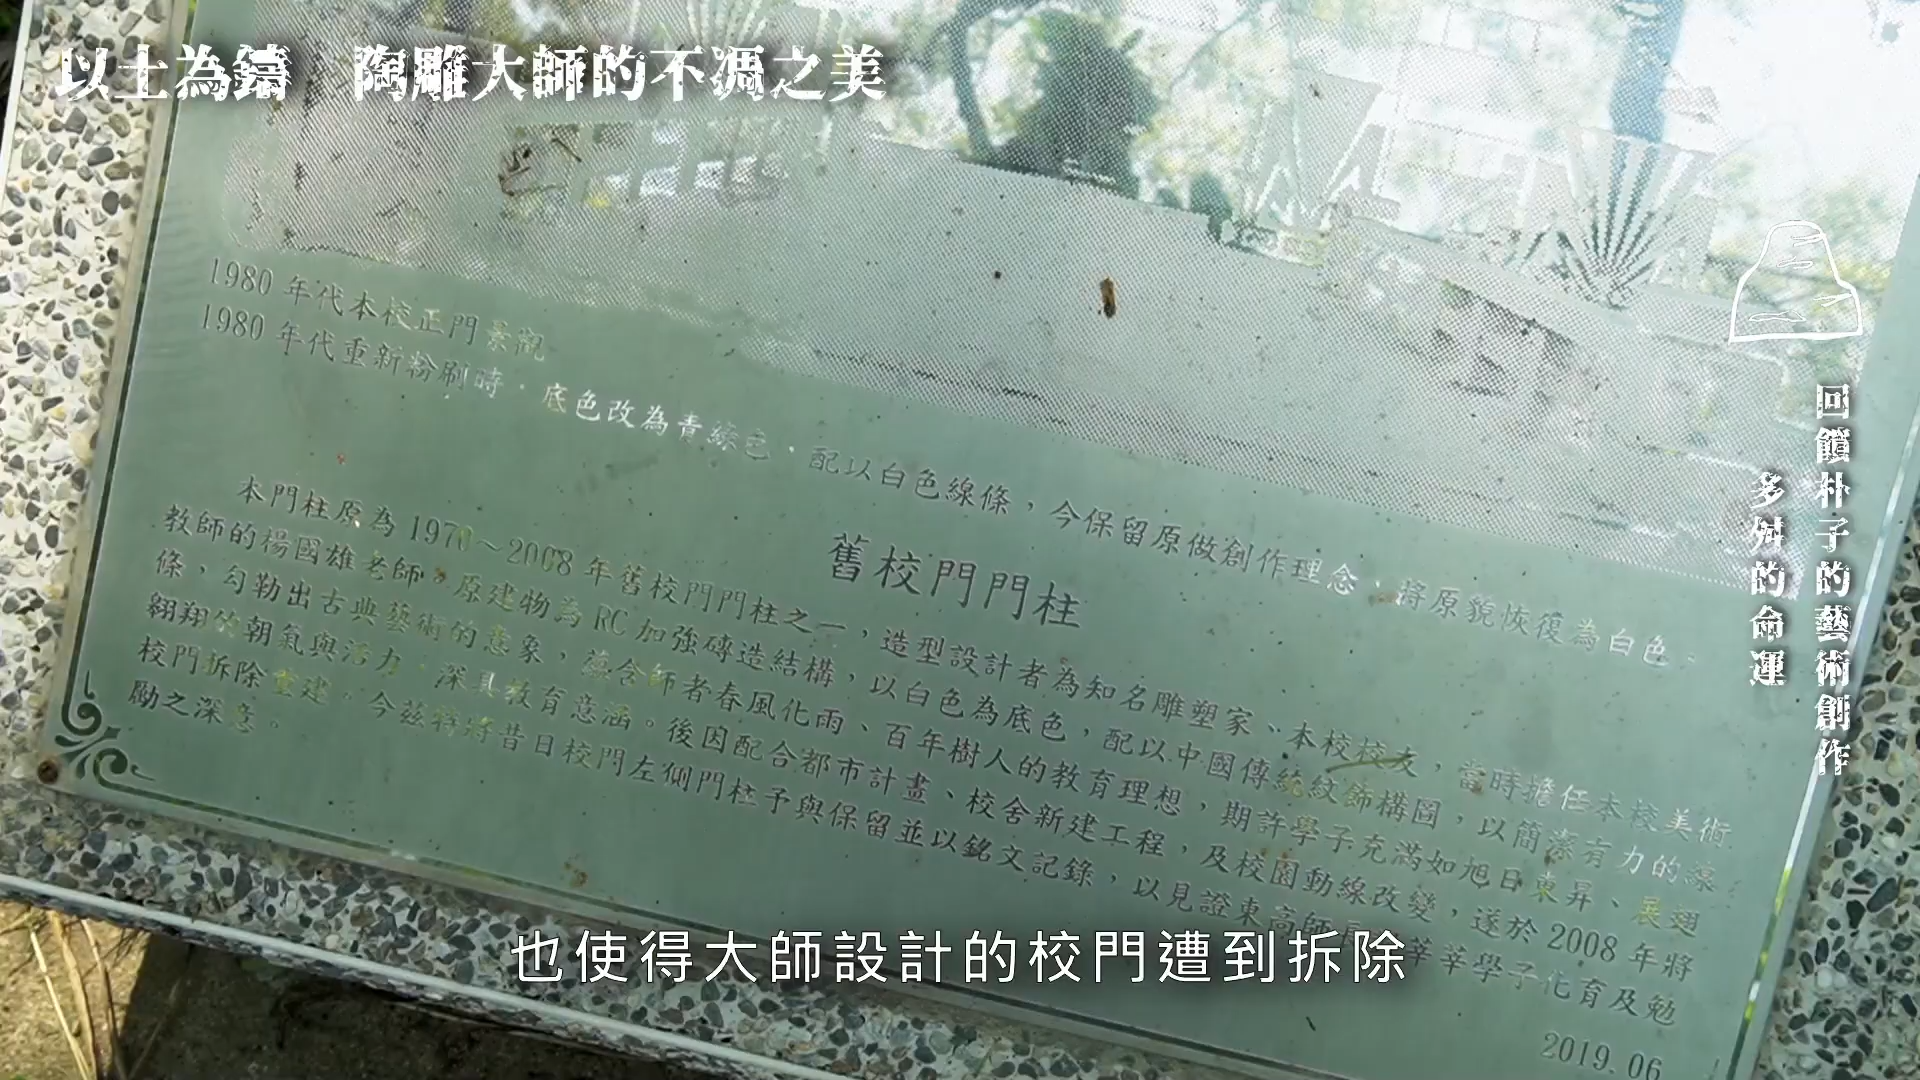 以土為鑄　陶雕大師的不凋之美
回饋朴子的藝術創作
多舛的命運
1980 年代本校正門景觀
1980 年代重新粉刷時，底色改為青綠色，配以白色線條，今保留原做創作理念，將原貌恢復為白色。
舊校門門柱
本門柱原為 1970～2008 年舊校門門柱之一，造型設計者為知名雕塑家、本校校友，當時擔任本校美術
教師的楊國雄老師。原建物為 RC 加強磚造結構，以白色為底色，配以中國傳統紋飾構圖，以簡潔有力的線
條，勾勒出古典藝術的意象，蘊含師者春風化雨、百年樹人的教育理想，期許學子充滿如旭日東昇、展翅
翱翔的朝氣與活力，深具教育意涵。後因配合都市計畫、校舍新建工程，及校園動線改變，遂於 2008 年將
校門拆除重建。今茲特將昔日校門左側門柱予與保留並以銘文記錄，以見證東高師 莘莘學子化育及勉
勵之深意。
2019.06
也使得大師設計的校門遭到拆除